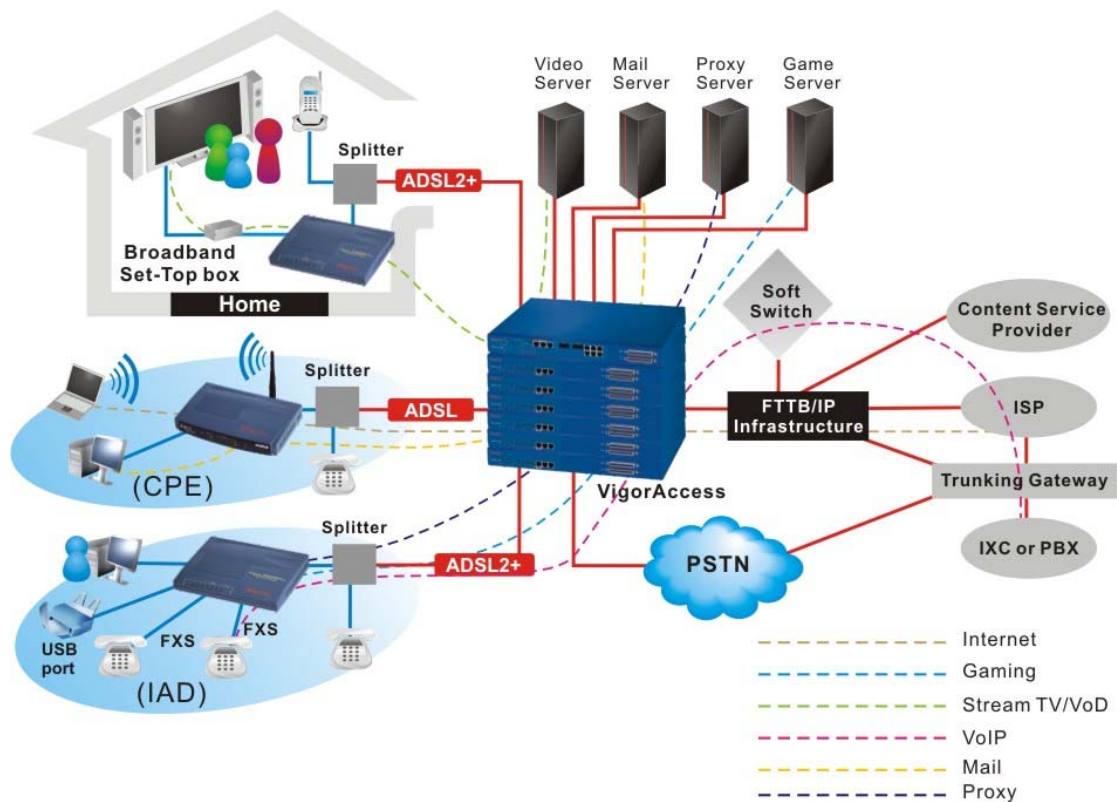 Video
Server
Mail
Server
Proxy
Server
Game
Server
Splitter
ADSL2+
Broadband
Set-Top box
Home
Soft
Switch
Content Service
Provider
Splitter
ADSL
FTTB/IP
Infrastructure
ISP
(CPE)
VigorAccess
Trunking Gateway
Splitter
ADSL2+
PSTN
IXC or PBX
USB
port
FXS
FXS
(IAD)
Internet
Gaming
Stream TV/VoD
VoIP
Mail
Proxy